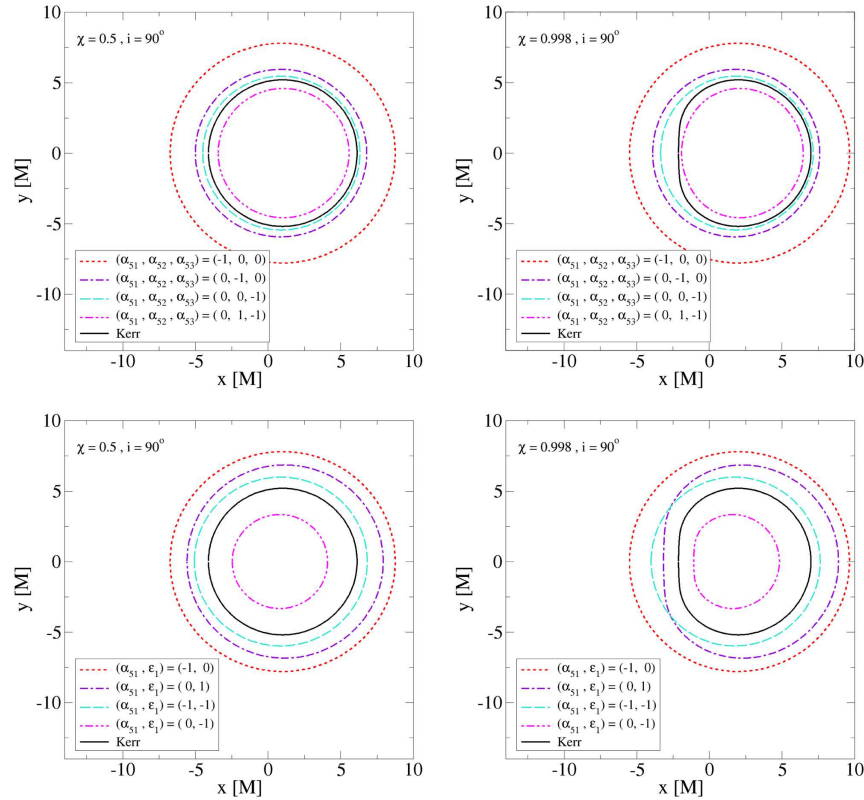 χ = 0.5 , i = 90°
y [M]
10
5
0
-5
-10
(α₅₁ , α₅₂ , α₅₃) = (-1, 0, 0)
(α₅₁ , α₅₂ , α₅₃) = ( 0, -1, 0)
(α₅₁ , α₅₂ , α₅₃) = ( 0, 0, -1)
(α₅₁ , α₅₂ , α₅₃) = ( 0, 1, -1)
Kerr
-10 -5 0 5 10
x [M]
χ = 0.998 , i = 90°
y [M]
10
5
0
-5
-10
(α₅₁ , α₅₂ , α₅₃) = (-1, 0, 0)
(α₅₁ , α₅₂ , α₅₃) = ( 0, -1, 0)
(α₅₁ , α₅₂ , α₅₃) = ( 0, 0, -1)
(α₅₁ , α₅₂ , α₅₃) = ( 0, 1, -1)
Kerr
-10 -5 0 5 10
x [M]
χ = 0.5 , i = 90°
y [M]
10
5
0
-5
-10
(α₅₁ , ε₁) = (-1, 0)
(α₅₁ , ε₁) = ( 0, 1)
(α₅₁ , ε₁) = (-1, -1)
(α₅₁ , ε₁) = ( 0, -1)
Kerr
-10 -5 0 5 10
x [M]
χ = 0.998 , i = 90°
y [M]
10
5
0
-5
-10
(α₅₁ , ε₁) = (-1, 0)
(α₅₁ , ε₁) = ( 0, 1)
(α₅₁ , ε₁) = (-1, -1)
(α₅₁ , ε₁) = ( 0, -1)
Kerr
-10 -5 0 5 10
x [M]